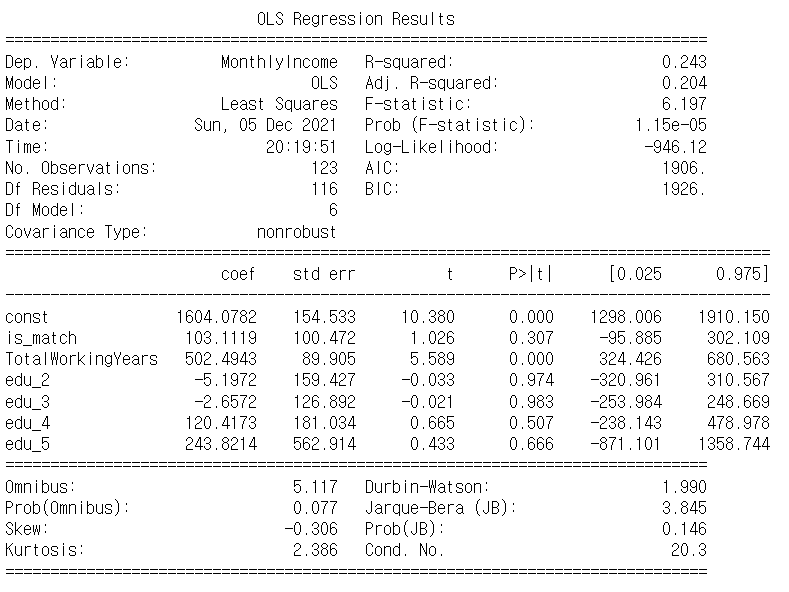 OLS Regression Results
==============================================================================
Dep. Variable: MonthlyIncome R-squared: 0.243
Model: OLS Adj. R-squared: 0.204
Method: Least Squares F-statistic: 6.197
Date: Sun, 05 Dec 2021 Prob (F-statistic): 1.15e-05
Time: 20:19:51 Log-Likelihood: -946.12
No. Observations: 123 AIC: 1906.
Df Residuals: 116 BIC: 1926.
Df Model: 6
Covariance Type: nonrobust
=====================================================================================
coef std err t P>|t| [0.025 0.975]
-------------------------------------------------------------------------------------
const 1604.0782 154.533 10.380 0.000 1298.006 1910.150
is_match 103.1119 100.472 1.026 0.307 -95.885 302.109
TotalWorkingYears 502.4943 89.905 5.589 0.000 324.426 680.563
edu_2 -5.1972 159.427 -0.033 0.974 -320.961 310.567
edu_3 -2.6572 126.892 -0.021 0.983 -253.984 248.669
edu_4 120.4173 181.034 0.665 0.507 -238.143 478.978
edu_5 243.8214 562.914 0.433 0.666 -871.101 1358.744
==============================================================================
Omnibus: 5.117 Durbin-Watson: 1.990
Prob(Omnibus): 0.077 Jarque-Bera (JB): 3.845
Skew: -0.306 Prob(JB): 0.146
Kurtosis: 2.386 Cond. No. 20.3
==============================================================================